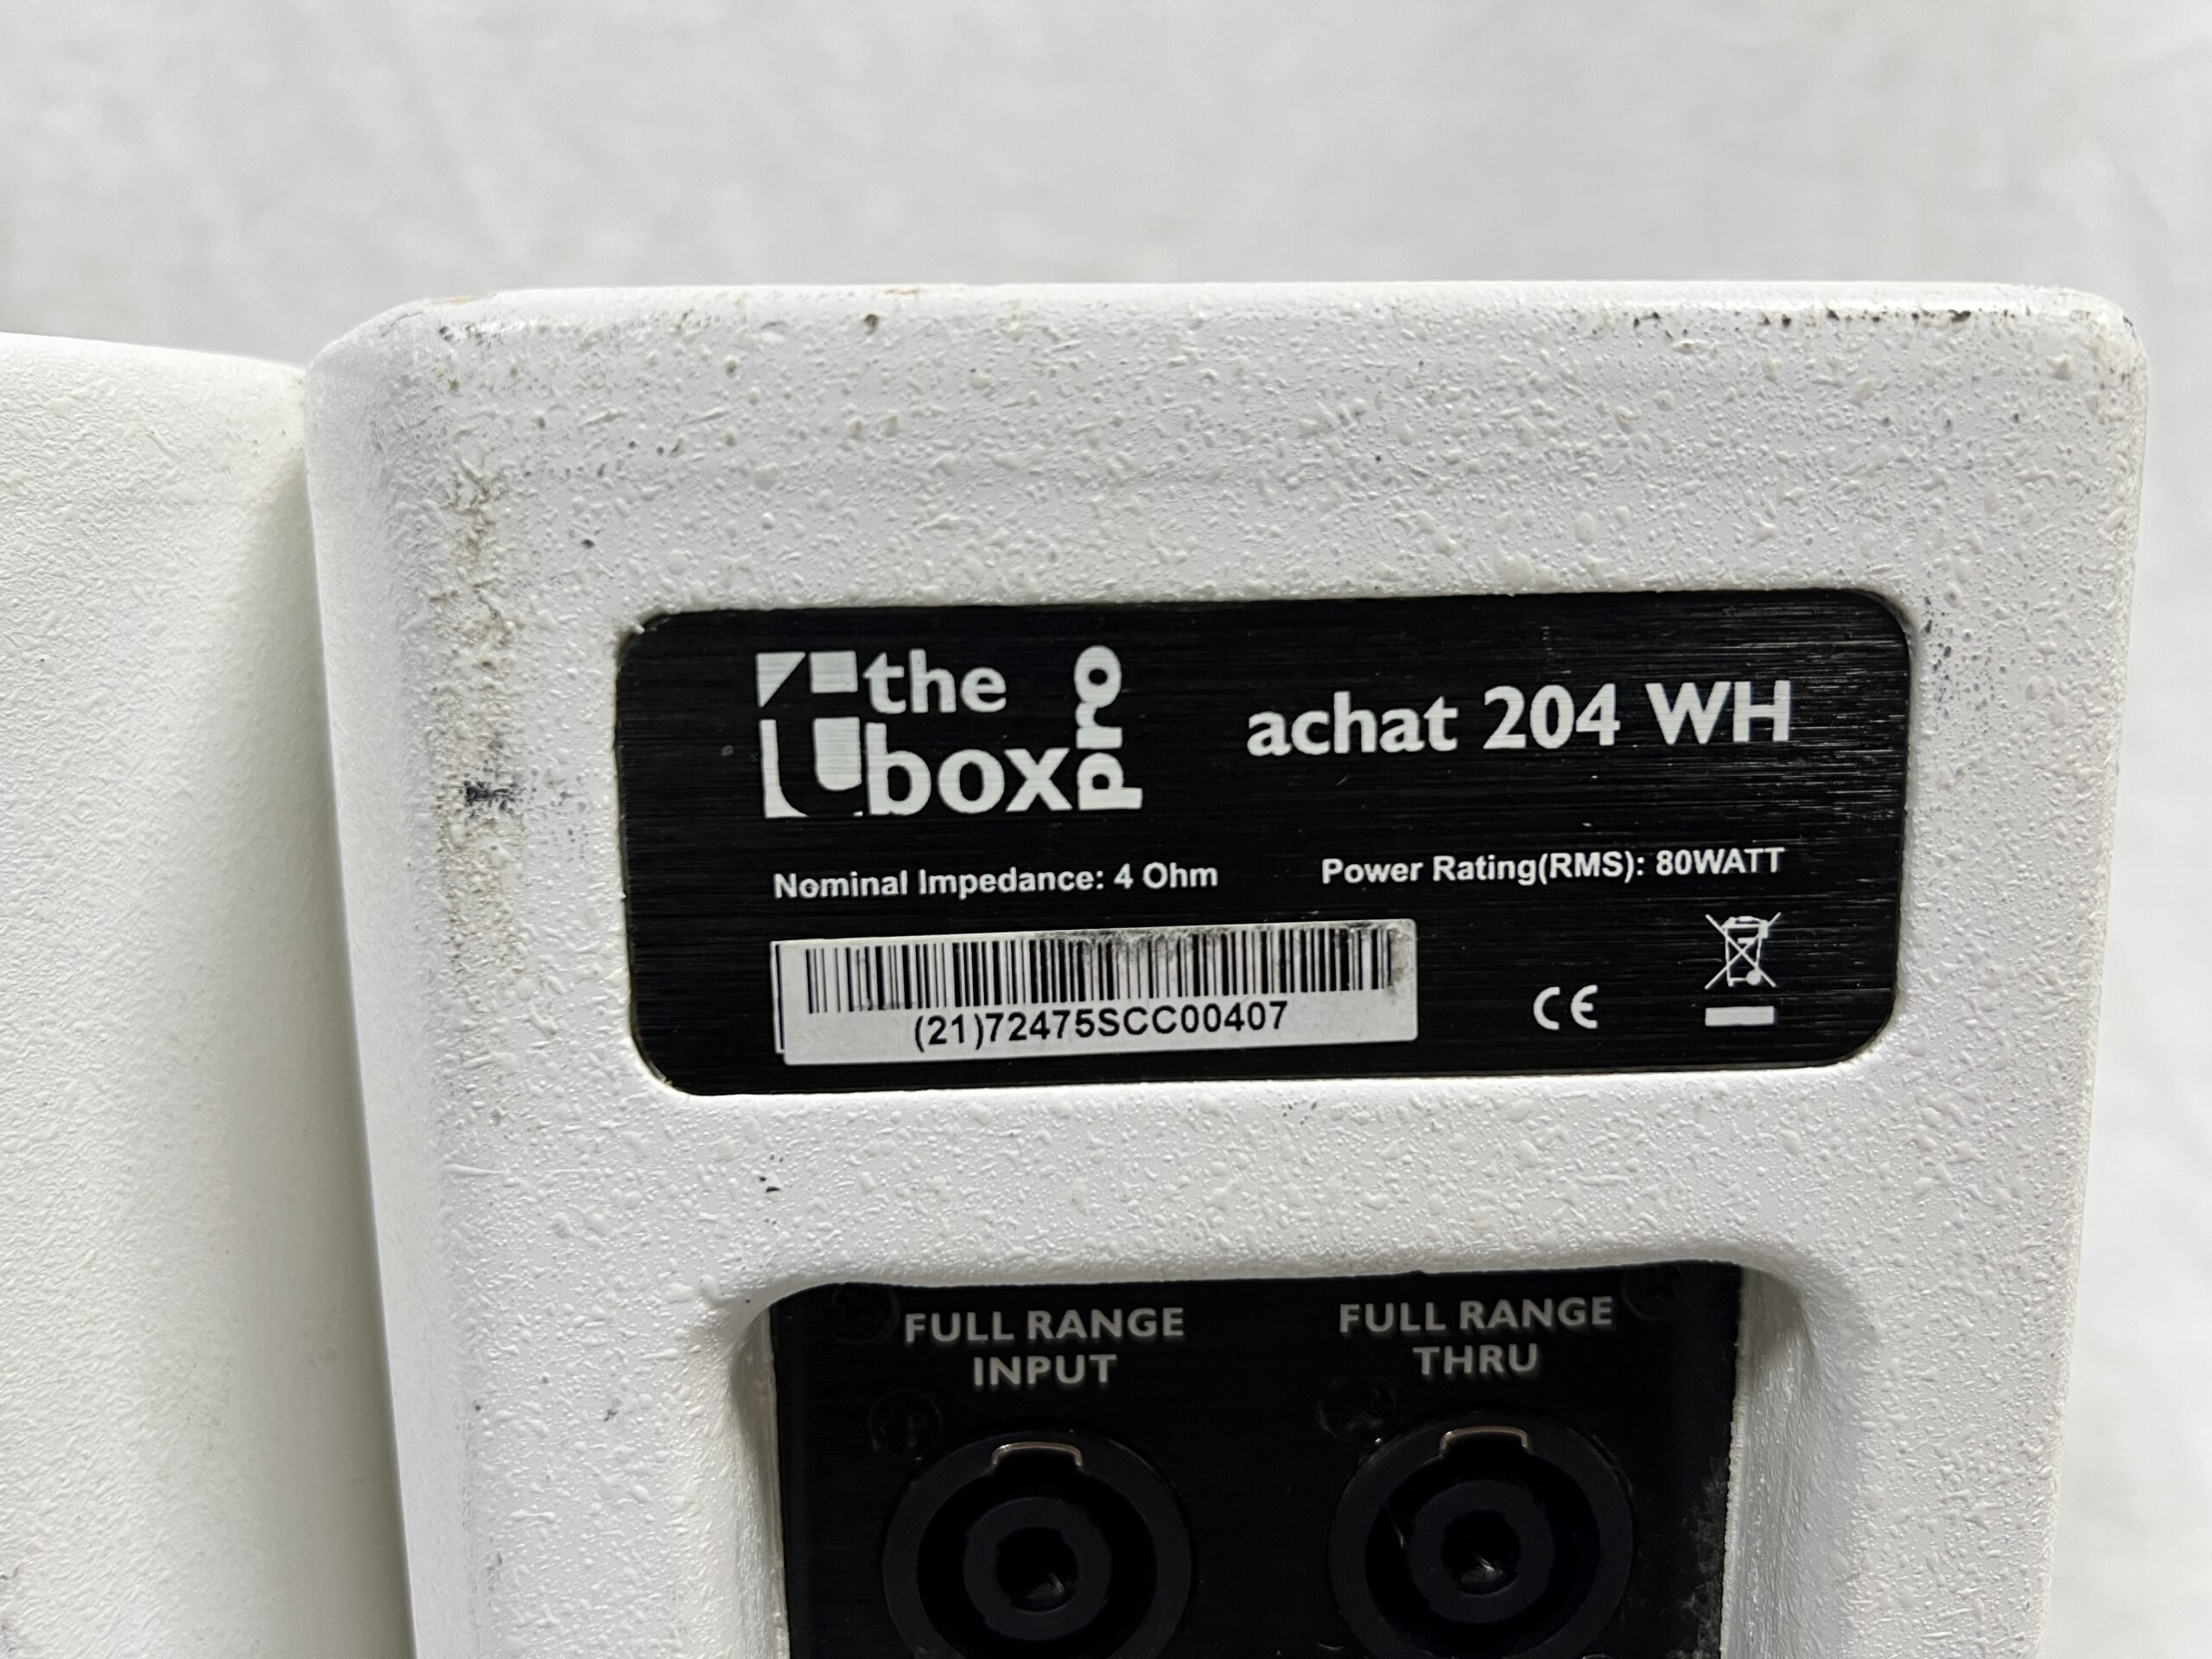 the
box pro
achat 204 WH
Nominal Impedance: 4 Ohm
Power Rating(RMS): 80WATT
(21)72475SCC00407
CE
FULL RANGE
INPUT
FULL RANGE
THRU